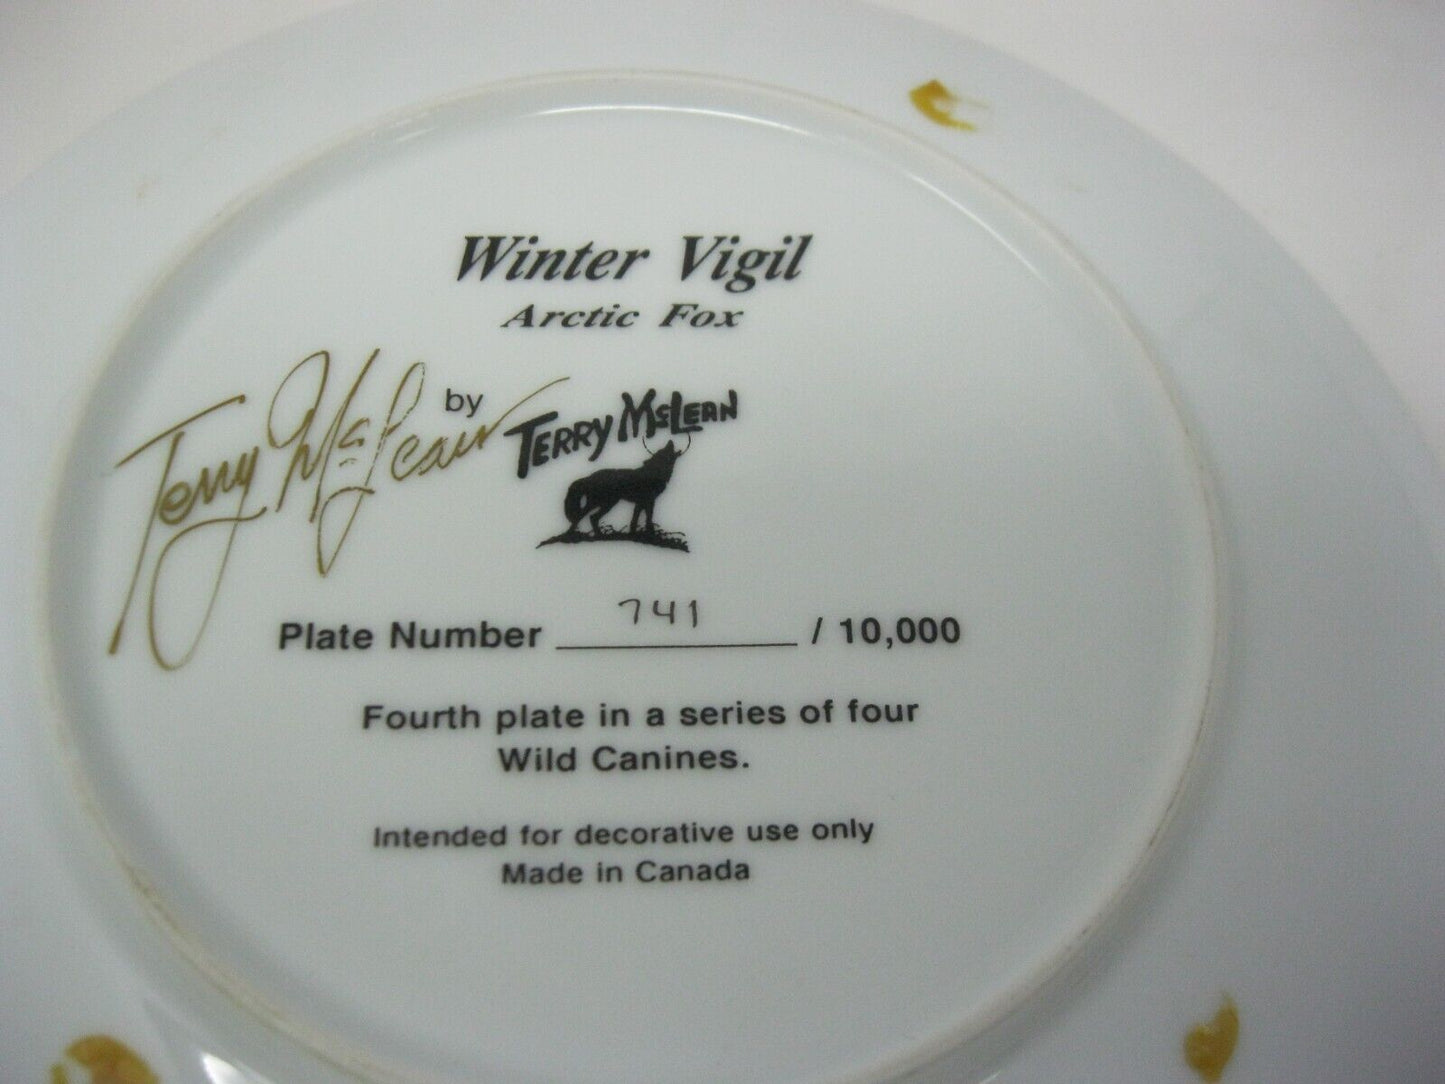 Winter Vigil
Arctic Fox
Terry McLean
by
TERRY McLEAN
Plate Number 741 / 10,000
Fourth plate in a series of four
Wild Canines.
Intended for decorative use only
Made in Canada